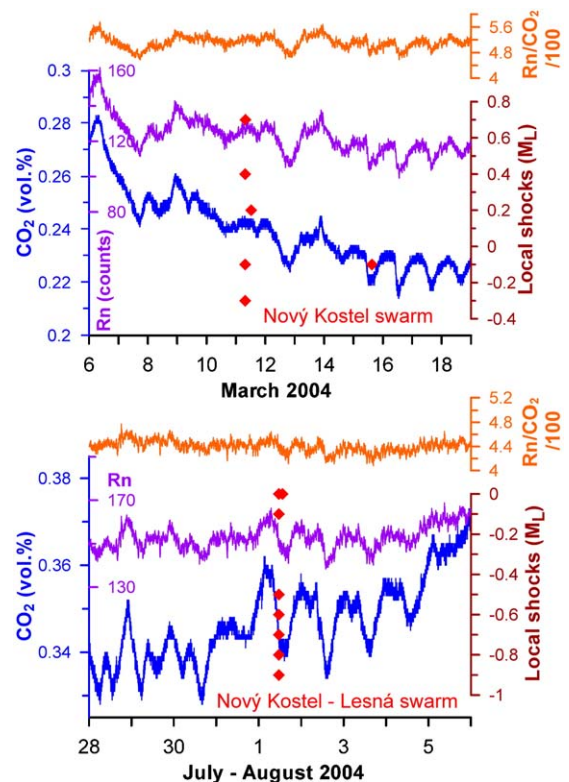 5.6
4.8
4
Rn/CO₂
/100
0.3
0.28
0.26
0.24
0.22
0.2
CO₂ (vol.%)
160
120
80
Rn (counts)
0.8
0.6
0.4
0.2
0
-0.2
-0.4
Local shocks (M_L)
Nový Kostel swarm
6 8 10 12 14 16 18
March 2004
5.2
4.4
4
Rn/CO₂
/100
0.38
0.36
0.34
CO₂ (vol.%)
Rn
170
130
0
-0.2
-0.4
-0.6
-0.8
-1
Local shocks (M_L)
Nový Kostel - Lesná swarm
28 30 1 3 5
July - August 2004